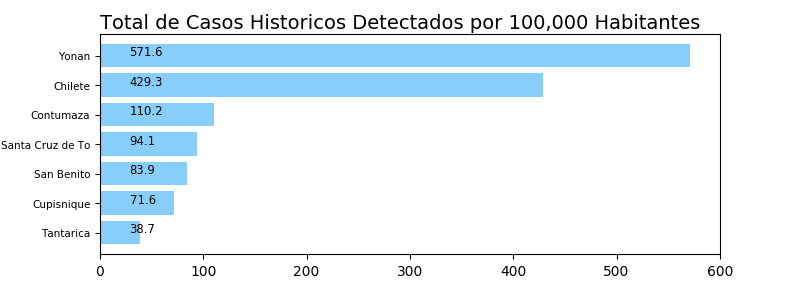 Total de Casos Historicos Detectados por 100,000 Habitantes
Yonan 571.6
Chilete 429.3
Contumaza 110.2
Santa Cruz de To 94.1
San Benito 83.9
Cupisnique 71.6
Tantarica 38.7
0 100 200 300 400 500 600